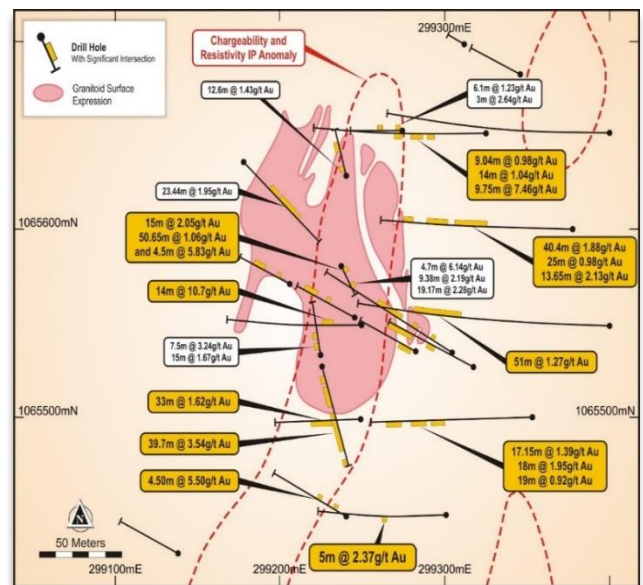 Drill Hole
With Significant Intersection
Granitoid Surface
Expression
Chargeability and
Resistivity IP Anomaly
299300mE
12.6m @ 1.43g/t Au
6.1m @ 1.23g/t Au
3m @ 2.64g/t Au
9.04m @ 0.98g/t Au
14m @ 1.04g/t Au
9.75m @ 7.46g/t Au
23.44m @ 1.95g/t Au
1065600mN
15m @ 2.05g/t Au
50.65m @ 1.06g/t Au
and 4.5m @ 5.83g/t Au
40.4m @ 1.88g/t Au
25m @ 0.98g/t Au
13.65m @ 2.13g/t Au
4.7m @ 6.14g/t Au
9.38m @ 2.19g/t Au
19.17m @ 2.28g/t Au
14m @ 10.7g/t Au
7.5m @ 3.24g/t Au
15m @ 1.67g/t Au
51m @ 1.27g/t Au
33m @ 1.62g/t Au
1065500mN
1065500mN
39.7m @ 3.54g/t Au
17.15m @ 1.39g/t Au
18m @ 1.95g/t Au
19m @ 0.92g/t Au
4.50m @ 5.50g/t Au
N
50 Meters
5m @ 2.37g/t Au
299100mE
299200mE
299300mE